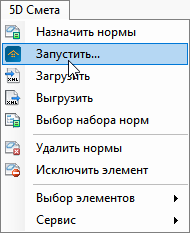 5D Смета
Назначить нормы
Запустить...
Загрузить
Выгрузить
Выбор набора норм
Удалить нормы
Исключить элемент
Выбор элементов
Сервис